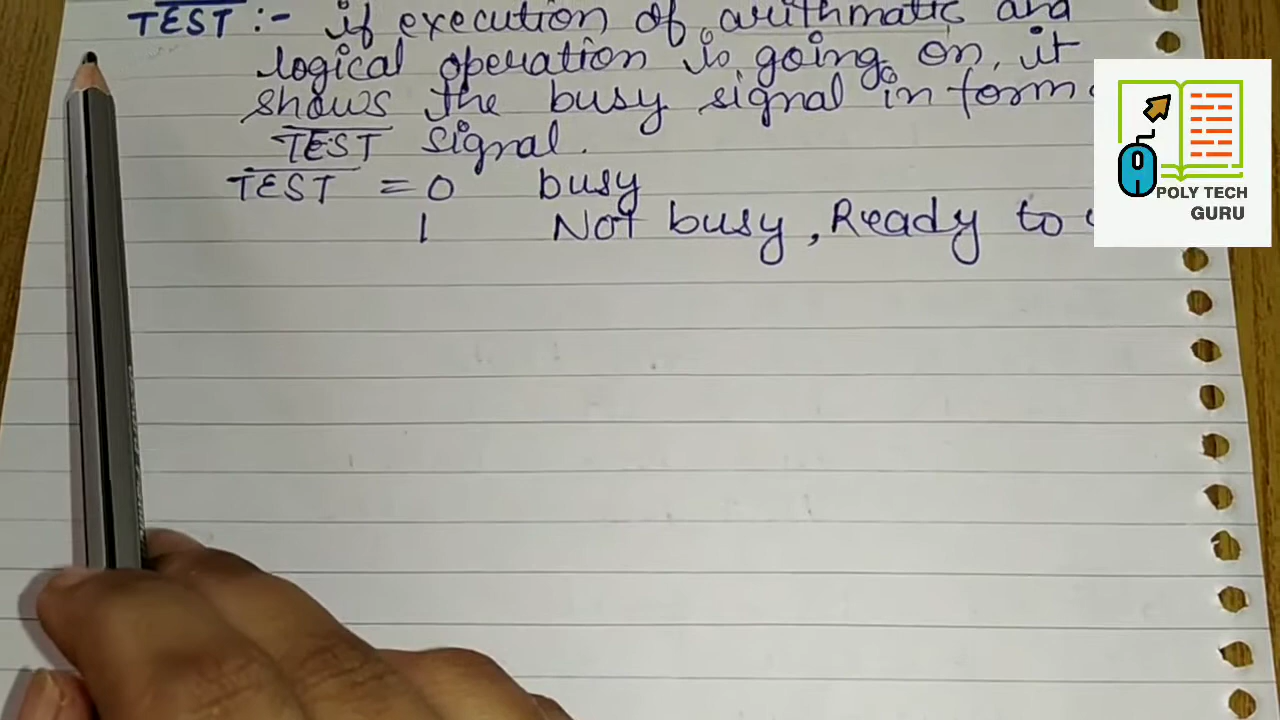 TEST :- if execution of arithmatic and
logical operation is going on, it
shows the busy signal in form
TEST signal.
TEST = 0 busy
1 Not busy, Ready to
POLY TECH
GURU